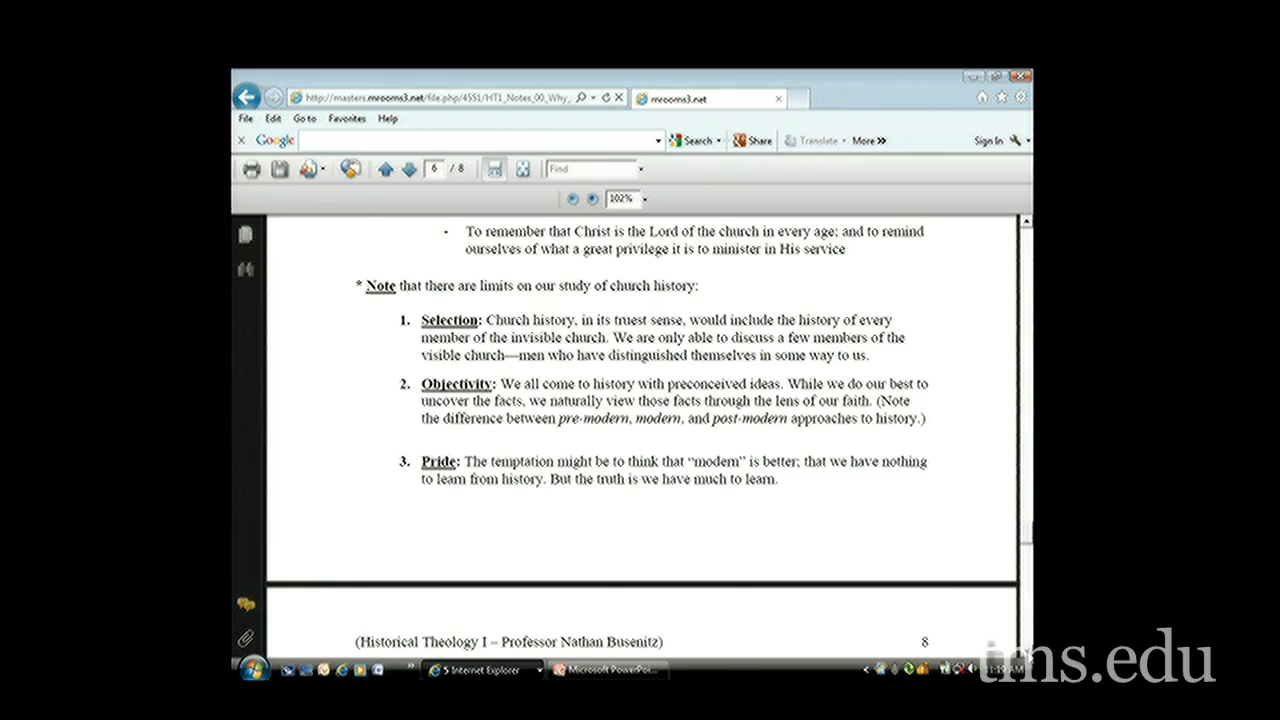 http://masters.mrooms3.net/file.php/4551/HT1_Notes_00_Why_
mrooms3.net
File Edit Go to Favorites Help
x Google Search Share Translate More » Sign In
6 / 8 Find
102%
- To remember that Christ is the Lord of the church in every age; and to remind
ourselves of what a great privilege it is to minister in His service
* Note that there are limits on our study of church history:
1. Selection: Church history, in its truest sense, would include the history of every
member of the invisible church. We are only able to discuss a few members of the
visible church—men who have distinguished themselves in some way to us.
2. Objectivity: We all come to history with preconceived ideas. While we do our best to
uncover the facts, we naturally view those facts through the lens of our faith. (Note
the difference between pre-modern, modern, and post-modern approaches to history.)
3. Pride: The temptation might be to think that “modern” is better; that we have nothing
to learn from history. But the truth is we have much to learn.
(Historical Theology I – Professor Nathan Busenitz) 8
5 Internet Explorer Microsoft PowerPoi...
tms.edu